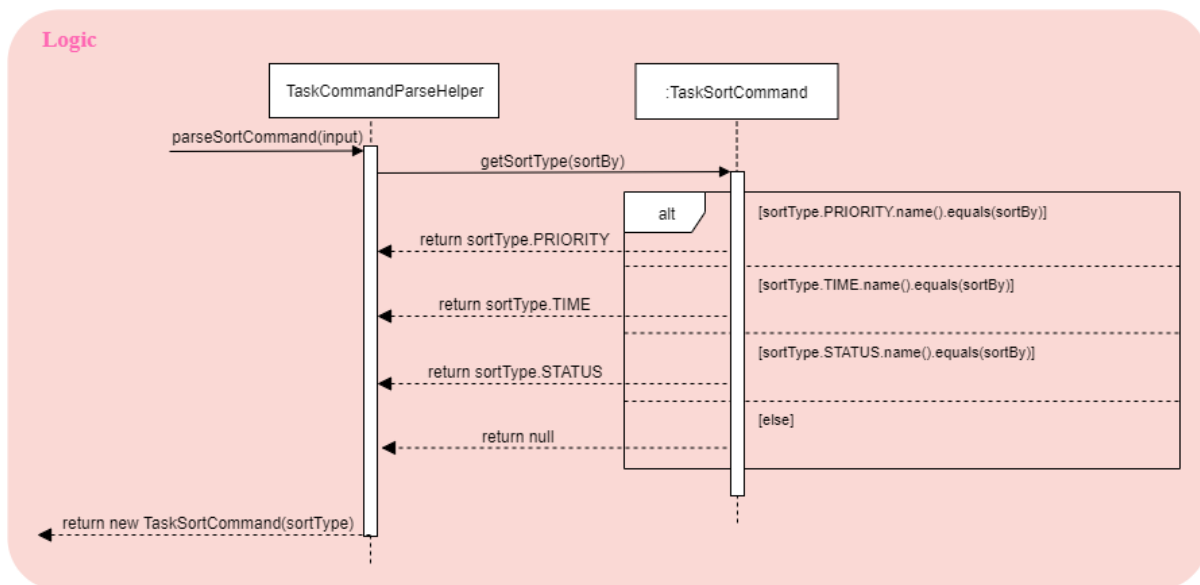 Logic
TaskCommandParseHelper
:TaskSortCommand
parseSortCommand(input)
getSortType(sortBy)
alt
[sortType.PRIORITY.name().equals(sortBy)]
return sortType.PRIORITY
[sortType.TIME.name().equals(sortBy)]
return sortType.TIME
[sortType.STATUS.name().equals(sortBy)]
return sortType.STATUS
[else]
return null
return new TaskSortCommand(sortType)